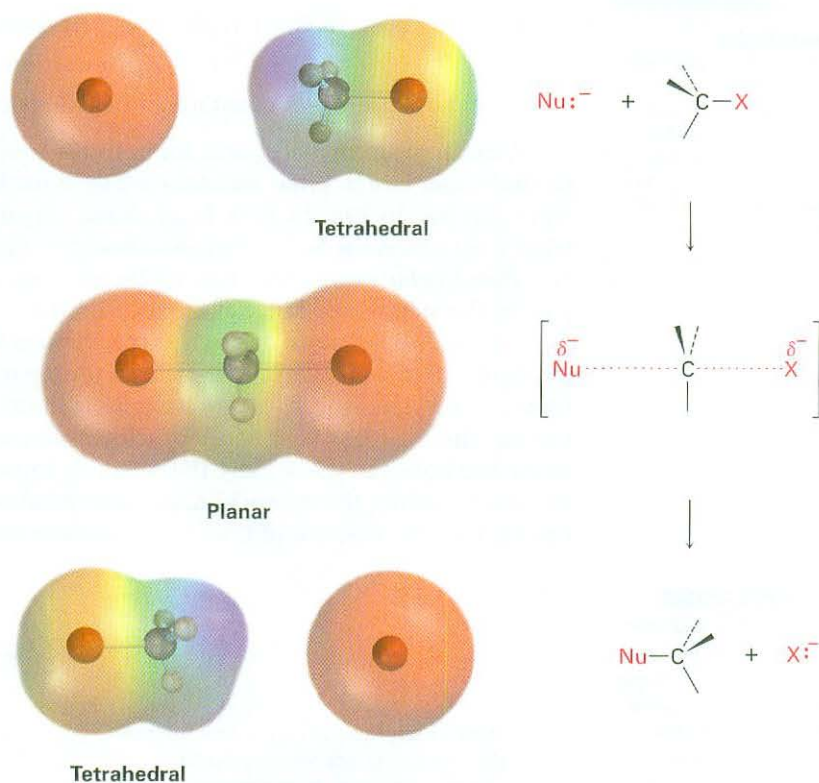 Nu:⁻ + C—X
Tetrahedral
δ⁻ δ⁻
Nu C X
Planar
Nu—C + X:⁻
Tetrahedral